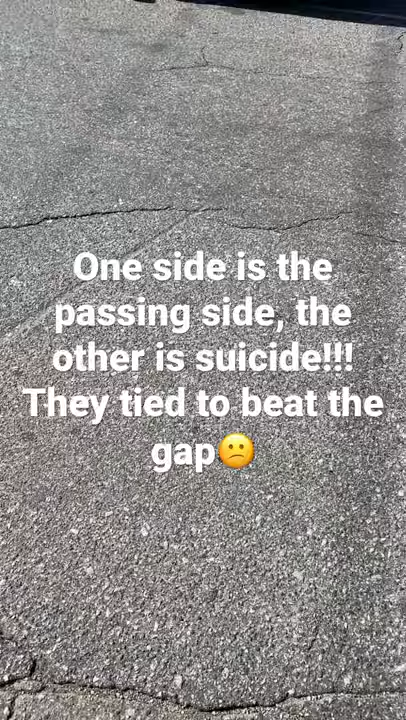 One side is the
passing side, the
other is suicide!!!
They tied to beat the
gap😕